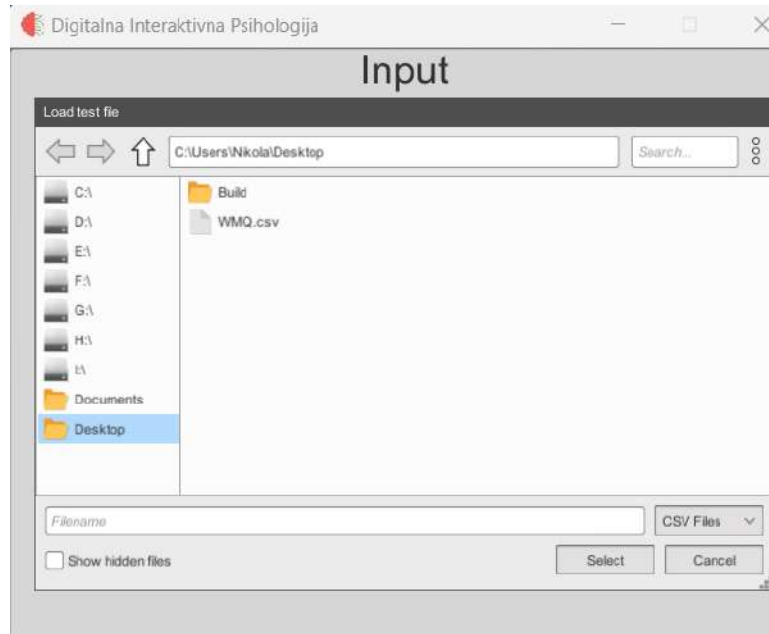 Digitalna Interaktivna Psihologija
Input
Load test file
C:\Users\Nikola\Desktop
Search...
C:\
D:\
E:\
F:\
G:\
H:\
I:\
Documents
Desktop
Build
WMQ.csv
Filename
CSV Files
Show hidden files
Select
Cancel